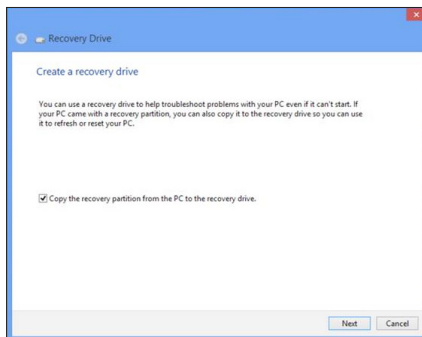 Recovery Drive
Create a recovery drive
You can use a recovery drive to help troubleshoot problems with your PC even if it can't start. If
your PC came with a recovery partition, you can also copy it to the recovery drive so you can use
it to refresh or reset your PC.
Copy the recovery partition from the PC to the recovery drive.
Next Cancel